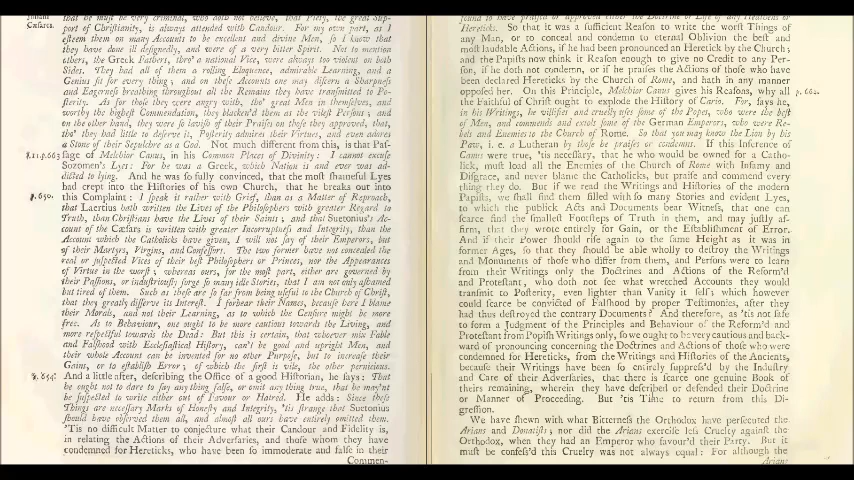 that he must be very criminal, who doth not believe, that Piety, the great Sup-
port of Christianity, is always attended with Candour. For my own part, as I
Cæsares.
esteem them on many Accounts to be excellent and divine Men, so I know that
they have done ill designedly, and were of a very bitter Spirit. Not to mention
others, the Greek Fathers, thro' a national Vice, were always too violent on both
Sides. They had all of them a rolling Eloquence, admirable Learning, and a
Genius fit for every thing; and on these Accounts one may discern a Sharpness
and Eagerness breathing throughout all the Remains they have transmitted to Po-
sterity. As for those they were angry with, tho' great Men in themselves, and
worthy the highest Commendation, they blacken'd them as the vilest Persons; and
on the other hand, they were so lavish of their Praises on those they approved, that,
tho' they had little to deserve it, Posterity admires their Virtues, and even adores
a Stone of their Sepulchre as a God. Not much different from this, is that Pas-
sage of Melchior Canus, in his Common Places of Divinity: I cannot excuse
Sozomen's Lyes: For he was a Greek, which Nation is and ever was ad-
dicted to lying. And he was so fully convinced, that the most shameful Lyes
had crept into the Histories of his own Church, that he breaks out into
p. 650.
this Complaint: I speak it rather with Grief, than as a Matter of Reproach,
that Laertius hath written the Lives of the Philosophers with greater Regard to
Truth, than Christians have the Lives of their Saints; and that Suetonius's Ac-
count of the Cæsars is written with greater Incorruptness and Integrity, than the
Account which the Catholicks have given, I will not say of their Emperors, but
of their Martyrs, Virgins, and Confessors. The two former have not concealed the
real or suspected Vices of their best Philosophers or Princes, nor the Appearances
of Virtue in the worst; whereas ours, for the most part, either are governed by
their Passions, or industriously forge so many idle Stories, that I am not only ashamed
but tired of them. Such as these are so far from being useful to the Church of Christ,
that they greatly disserve its Interest. I forbear their Names, because here I blame
their Morals, and not their Learning, as to which the Censure might be more
free. As to Behaviour, one ought to be more cautious towards the Living, and
more respectful towards the Dead: But this is certain, that whoever mix Fable
and Falshood with Ecclesiastical History, can't be good and upright Men, and
their whole Account can be invented for no other Purpose, but to increase their
Gains, or to establish Error; of which the first is vile, the other pernicious.
p. 654.
And a little after, describing the Office of a good Historian, he says: That
he ought not to dare to say any thing false, or omit any thing true, that he mayn't
be suspected to write either out of Favour or Hatred. He adds: Since these
Things are necessary Marks of Honesty and Integrity, 'tis strange that Suetonius
should have observed them all, and almost all ours have entirely omitted them.
'Tis no difficult Matter to conjecture what their Candour and Fidelity is,
in relating the Actions of their Adversaries, and those whom they have
condemned for Hereticks, who have been so immoderate and false in their
Commen-
Hereticks. So that it was a sufficient Reason to write the worst Things of
any Man, or to conceal and condemn to eternal Oblivion the best and
most laudable Actions, if he had been pronounced an Heretick by the Church;
and the Papists now think it Reason enough to give no Credit to any Per-
son, if he doth not condemn, or if he praises the Actions of those who have
been declared Hereticks by the Church of Rome, and hath in any manner
opposed her. On this Principle, Melchior Canus gives his Reasons, why all
p. 662.
the Faithful of Christ ought to explode the History of Cario. For, says he,
in his Writings, he vilifies and cruelly bites some of the Popes, who were the best
of Men, and commends and extols some of the German Emperors, who were Re-
bels and Enemies to the Church of Rome. So that you may know the Lion by his
Paw, i. e. a Lutheran by those he praises or condemns. If this Inference of
Canus were true, 'tis necessary, that he who would be owned for a Catho-
lick, must load all the Enemies of the Church of Rome with Infamy and
Disgrace, and never blame the Catholicks, but praise and commend every
thing they do. But if we read the Writings and Histories of the modern
Papists, we shall find them filled with so many Stories and evident Lyes,
to which the publick Acts and Documents bear Witness, that one can
scarce find the smallest Footsteps of Truth in them, and may justly af-
firm, that they wrote entirely for Gain, or the Establishment of Error.
And if their Power should rise again to the same Height as it was in
former Ages, so that they should be able wholly to destroy the Writings
and Monuments of those who differ from them, and Persons were to learn
from their Writings only the Doctrines and Actions of the Reform'd
and Protestant, who doth not see what wretched Accounts they would
transmit to Posterity, even lighter than Vanity it self; which however
could scarce be convicted of Falshood by proper Testimonies, after they
had thus destroyed the contrary Documents? And therefore, as 'tis not safe
to form a Judgment of the Principles and Behaviour of the Reform'd and
Protestant from Popish Writings only, so we ought to be very cautious and back-
ward of pronouncing concerning the Doctrines and Actions of those who were
condemned for Hereticks, from the Writings and Histories of the Ancients,
because their Writings have been so entirely suppress'd by the Industry
and Care of their Adversaries, that there is scarce one genuine Book of
theirs remaining, wherein they have described or defended their Doctrine
or Manner of Proceeding. But 'tis Time to return from this Di-
gression.
We have shewn with what Bitterness the Orthodox have persecuted the
Arians and Donatists; nor did the Arians exercise less Cruelty against the
Orthodox, when they had an Emperor who favour'd their Party. But it
must be confess'd this Cruelty was not always equal: For although the
Arians